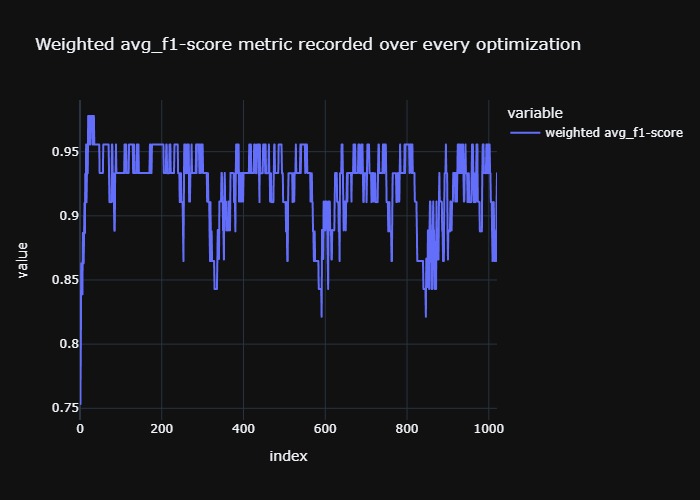 Weighted avg_f1-score metric recorded over every optimization
variable
weighted avg_f1-score
0.95
0.9
0.85
0.8
0.75
value
0 200 400 600 800 1000
index